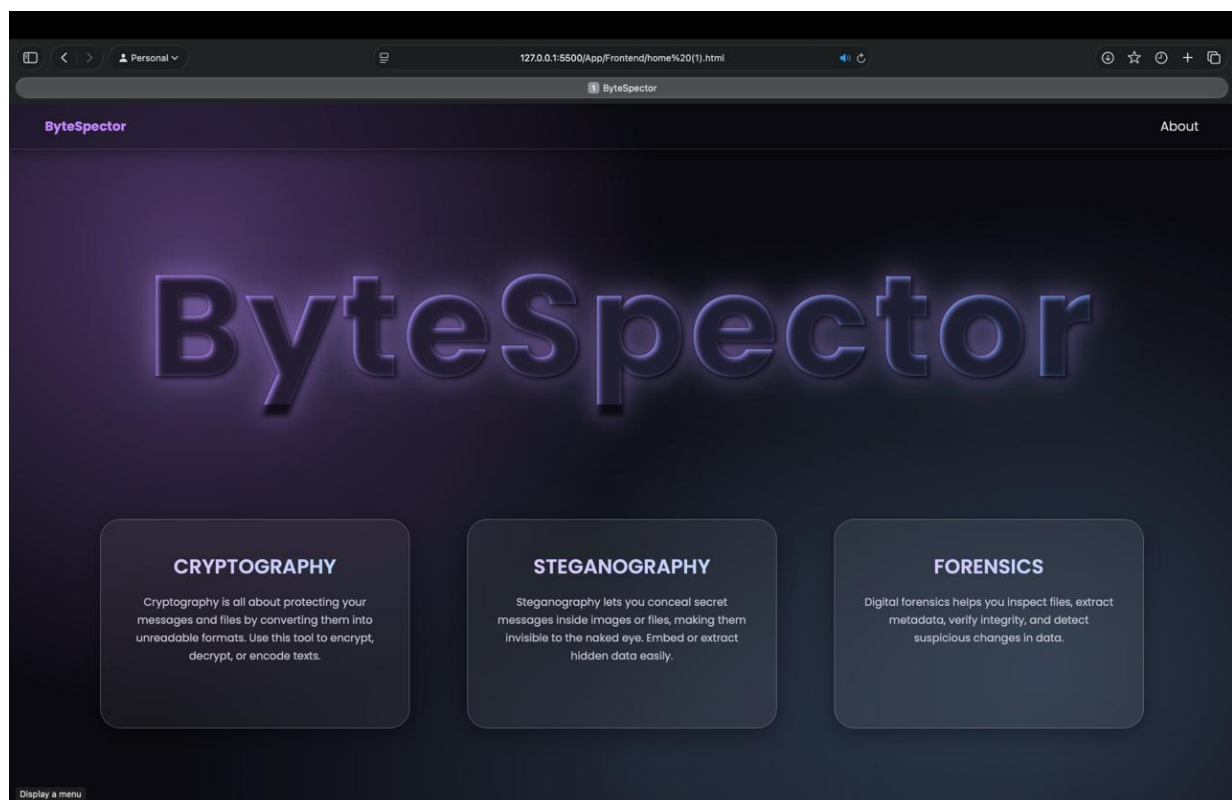 Personal
127.0.0.1:5500/App/Frontend/home%20(1).html
1 ByteSpector
ByteSpector
About
ByteSpector
CRYPTOGRAPHY
Cryptography is all about protecting your
messages and files by converting them into
unreadable formats. Use this tool to encrypt,
decrypt, or encode texts.
STEGANOGRAPHY
Steganography lets you conceal secret
messages inside images or files, making them
invisible to the naked eye. Embed or extract
hidden data easily.
FORENSICS
Digital forensics helps you inspect files, extract
metadata, verify integrity, and detect
suspicious changes in data.
Display a menu